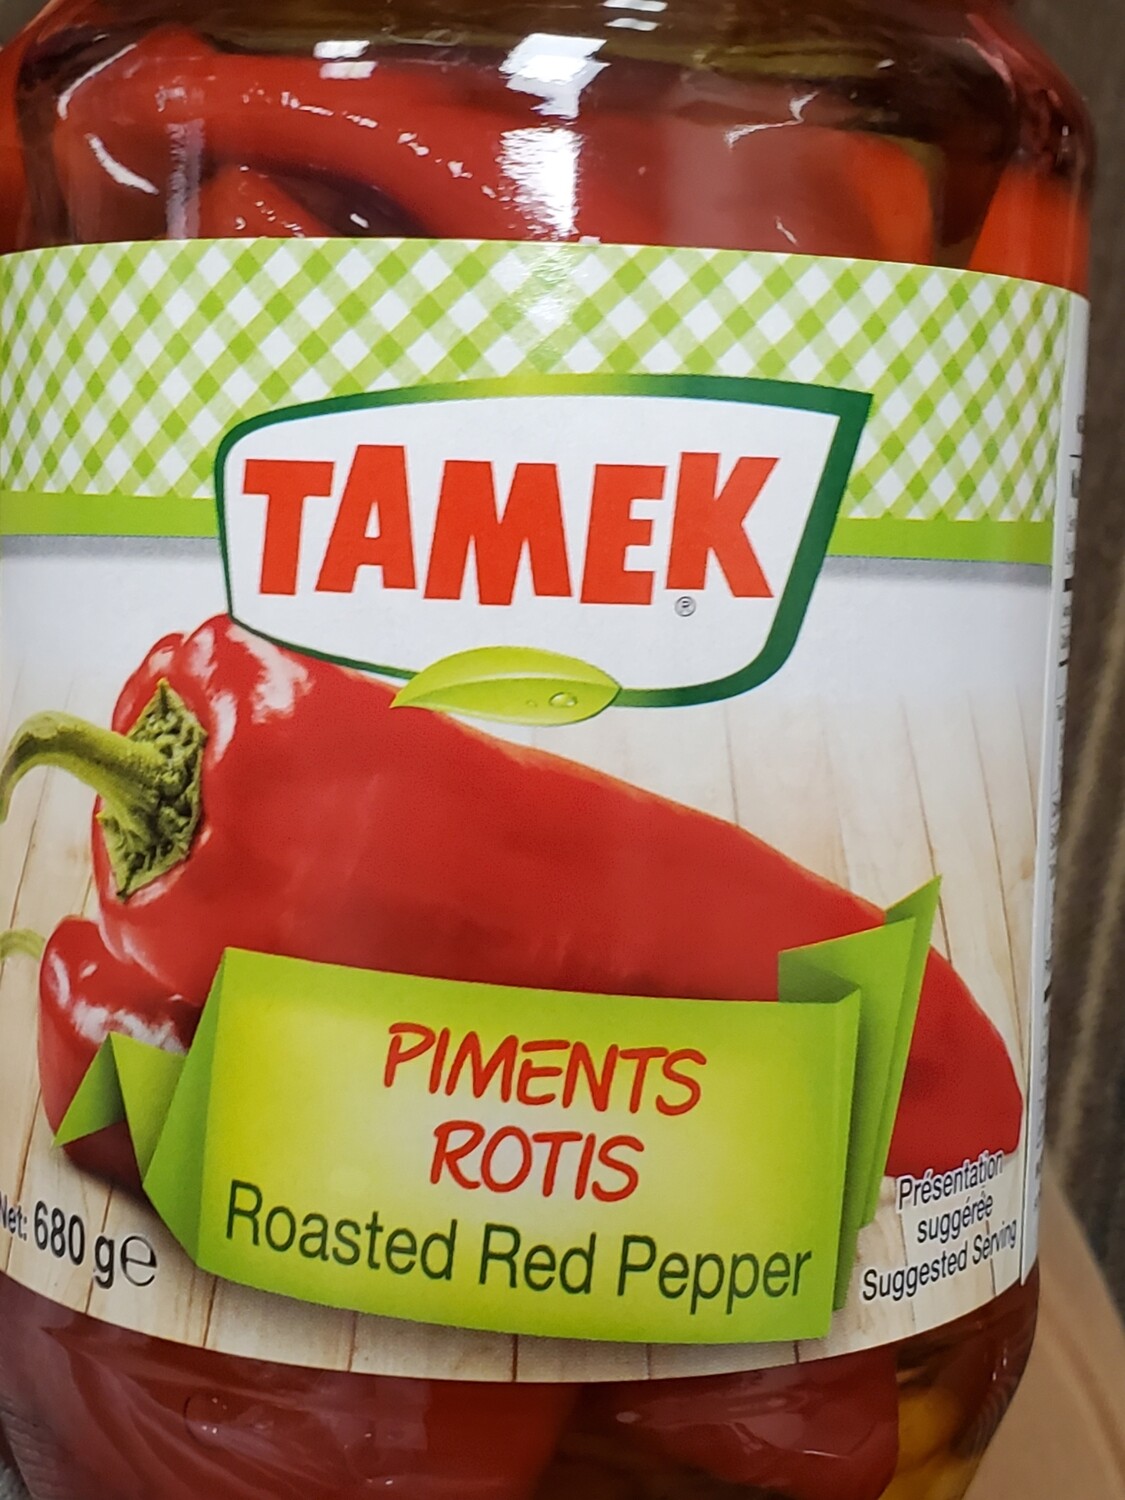 TAMEK
®
PIMENTS
ROTIS
Roasted Red Pepper
Net: 680 g℮
Présentation
suggérée
Suggested Serving